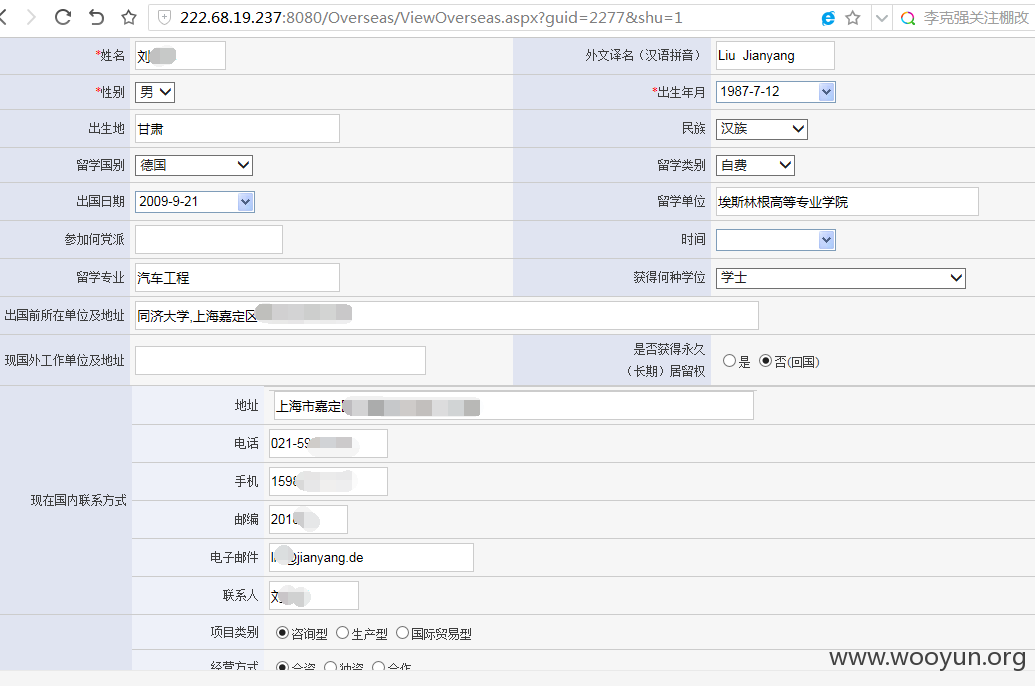 222.68.19.237:8080/Overseas/ViewOverseas.aspx?guid=2277&shu=1 李克强关注棚改
*姓名 刘 外文译名（汉语拼音） Liu Jianyang
*性别 男 *出生年月 1987-7-12
出生地 甘肃 民族 汉族
留学国别 德国 留学类别 自费
出国日期 2009-9-21 留学单位 埃斯林根高等专业学院
参加何党派 时间
留学专业 汽车工程 获得何种学位 学士
出国前所在单位及地址 同济大学,上海嘉定区
现国外工作单位及地址 是否获得永久
（长期）居留权 是 否(回国)
地址 上海市嘉定
电话 021-59
手机 159
现在国内联系方式
邮编 201
电子邮件 @jianyang.de
联系人 刘
项目类别 咨询型 生产型 国际贸易型
经营方式 合资 独资 合作
www.wooyun.org